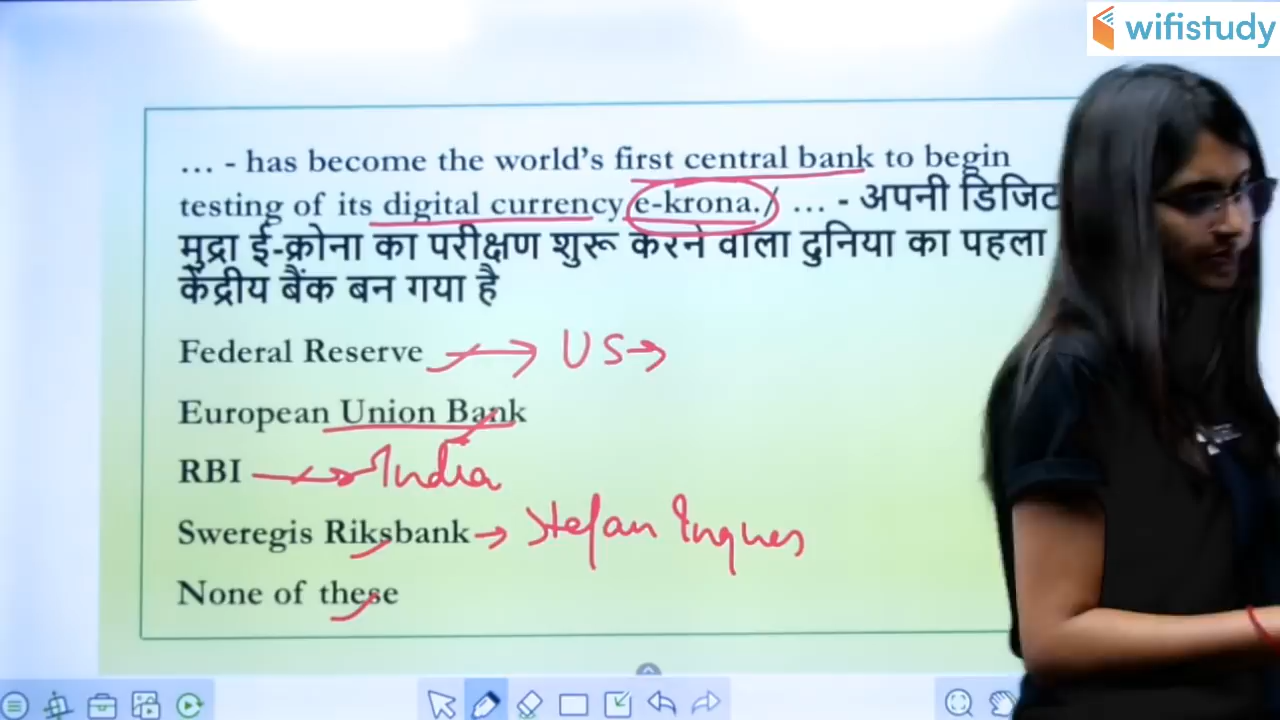 wifistudy
... - has become the world's first central bank to begin
testing of its digital currency e-krona./ ... - अपनी डिजिट
मुद्रा ई-क्रोना का परीक्षण शुरू करने वाला दुनिया का पहला
केंद्रीय बैंक बन गया है
Federal Reserve → US →
European Union Bank
RBI → India
Sweregis Riksbank → Stefan Ingves
None of these